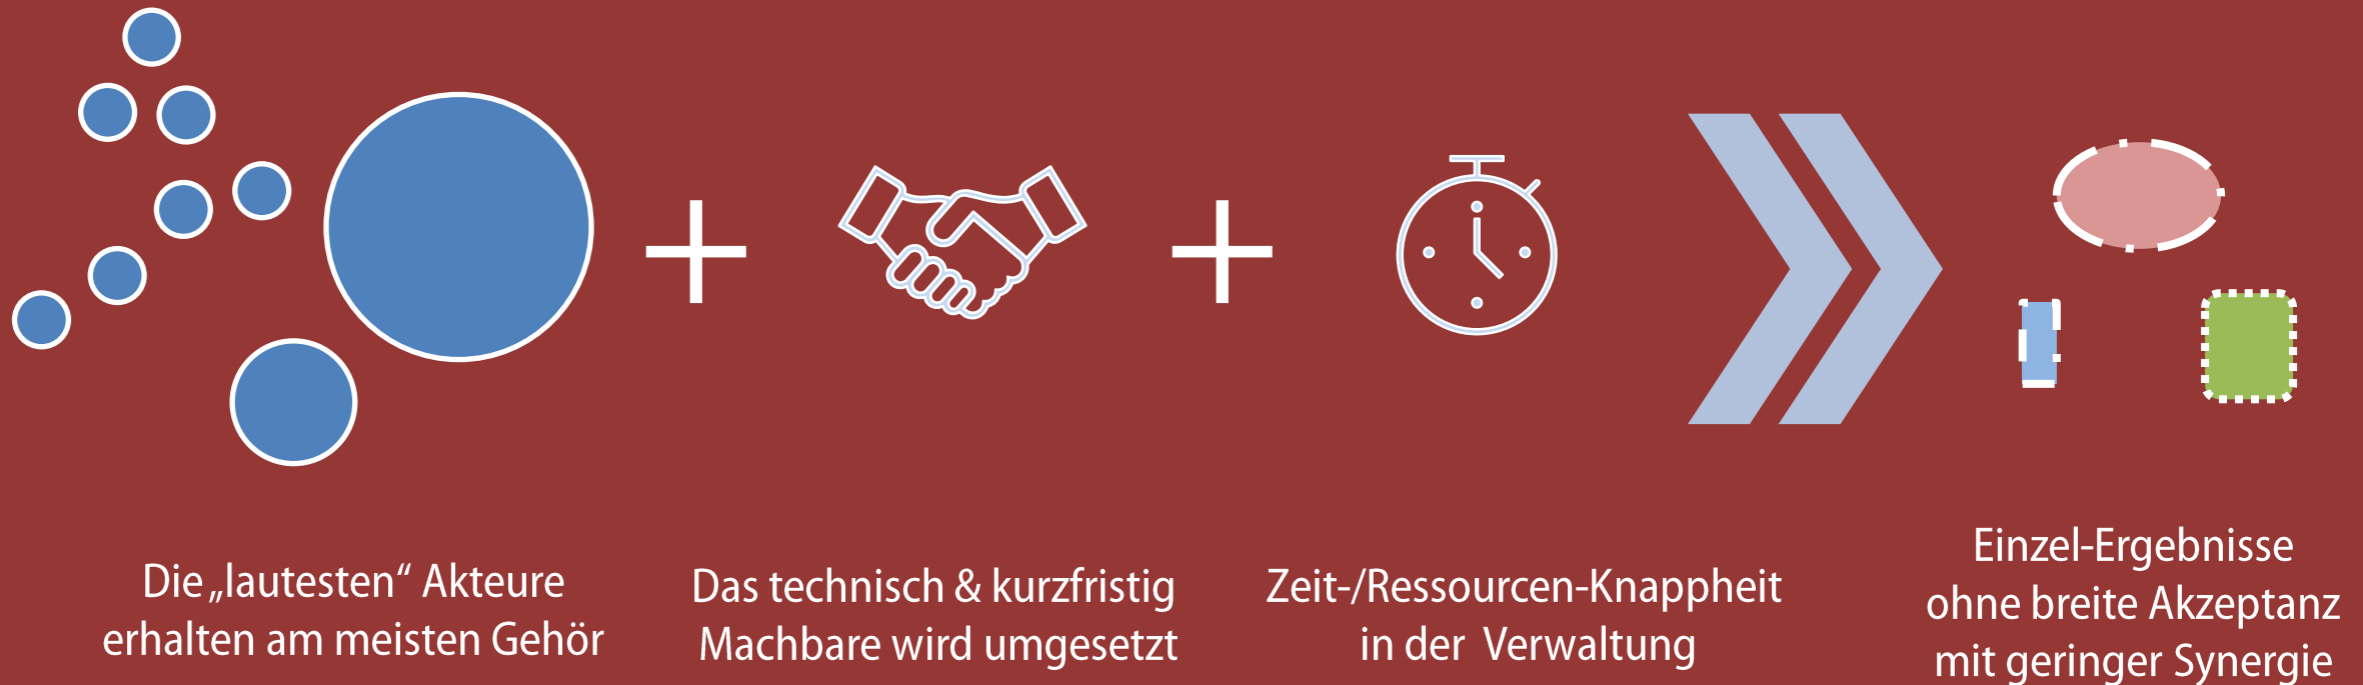 Die „lautesten“ Akteure
erhalten am meisten Gehör
Das technisch & kurzfristig
Machbare wird umgesetzt
Zeit-/Ressourcen-Knappheit
in der Verwaltung
Einzel-Ergebnisse
ohne breite Akzeptanz
mit geringer Synergie